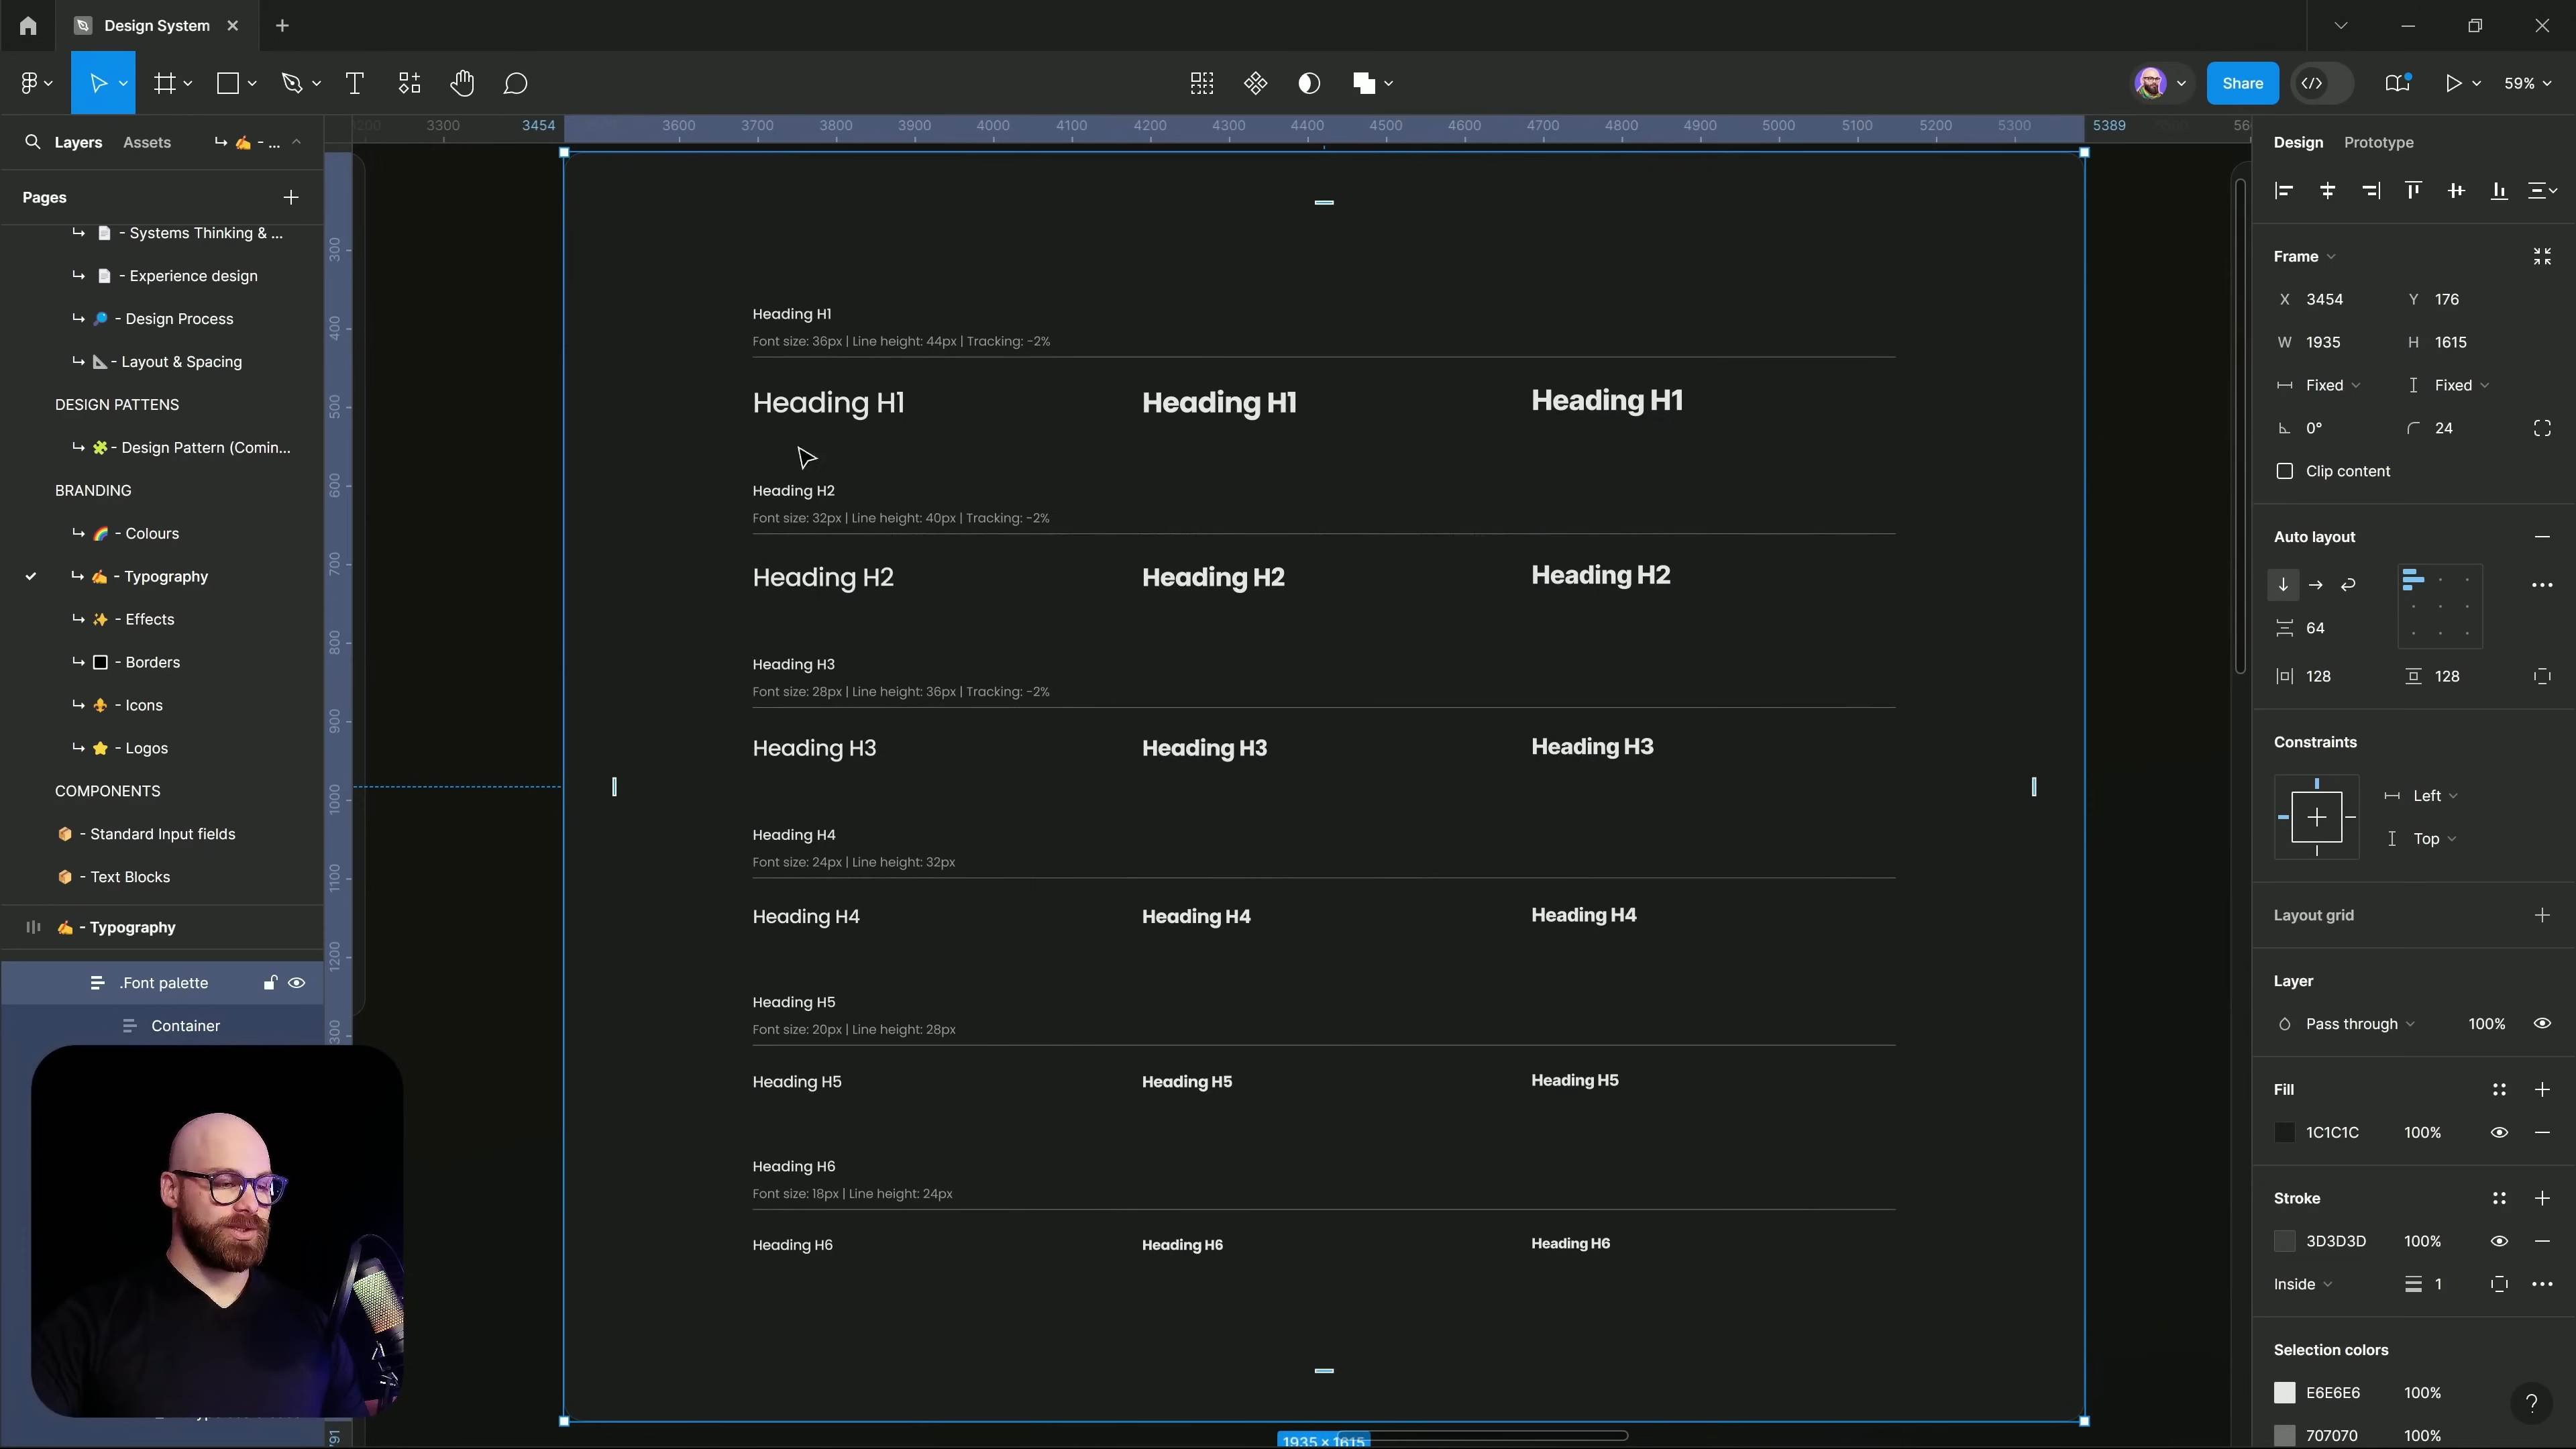 Design System
Share
59%
Layers Assets ↳ ✍️ - ...
3300 3454 3600 3700 3800 3900 4000 4100 4200 4300 4400 4500 4600 4700 4800 4900 5000 5100 5200 5300 5389
Design Prototype
Pages
↳ 📄 - Systems Thinking & ...
↳ 📄 - Experience design
↳ 🔎 - Design Process
↳ 📐- Layout & Spacing
DESIGN PATTENS
↳ 🧩- Design Pattern (Comin...
BRANDING
↳ 🌈 - Colours
↳ ✍️ - Typography
↳ ✨ - Effects
↳ 🔲 - Borders
↳ ⚜️ - Icons
↳ ⭐ - Logos
COMPONENTS
📦 - Standard Input fields
📦 - Text Blocks
✍️ - Typography
.Font palette
Container
300
400
500
600
700
800
900
1000
1100
1200
Heading H1
Font size: 36px | Line height: 44px | Tracking: -2%
Heading H1 Heading H1 Heading H1
Heading H2
Font size: 32px | Line height: 40px | Tracking: -2%
Heading H2 Heading H2 Heading H2
Heading H3
Font size: 28px | Line height: 36px | Tracking: -2%
Heading H3 Heading H3 Heading H3
Heading H4
Font size: 24px | Line height: 32px
Heading H4 Heading H4 Heading H4
Heading H5
Font size: 20px | Line height: 28px
Heading H5 Heading H5 Heading H5
Heading H6
Font size: 18px | Line height: 24px
Heading H6 Heading H6 Heading H6
1935 × 1615
Frame
X 3454 Y 176
W 1935 H 1615
Fixed Fixed
0° 24
Clip content
Auto layout
64
128 128
Constraints
Left
Top
Layout grid
Layer
Pass through 100%
Fill
1C1C1C 100%
Stroke
3D3D3D 100%
Inside 1
Selection colors
E6E6E6 100%
707070 100%
?